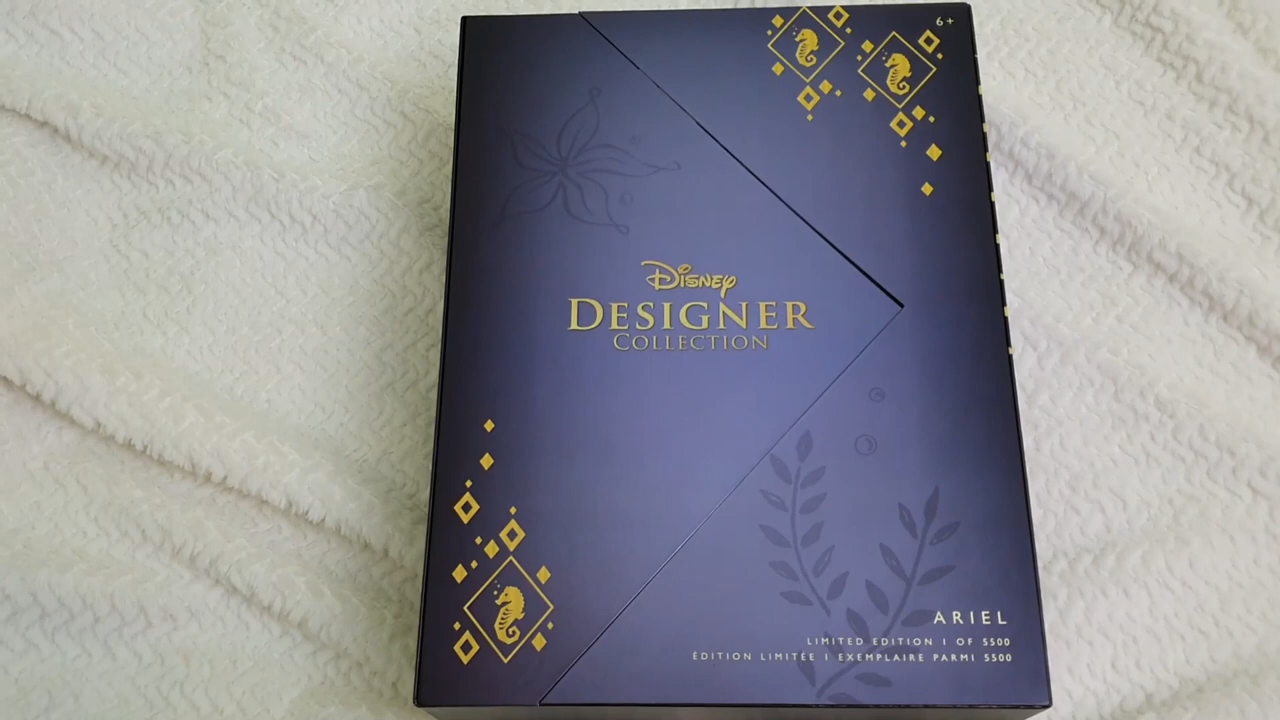 6+
Disney
DESIGNER
COLLECTION
ARIEL
LIMITED EDITION 1 OF 5500
ÉDITION LIMITÉE 1 EXEMPLAIRE PARMI 5500